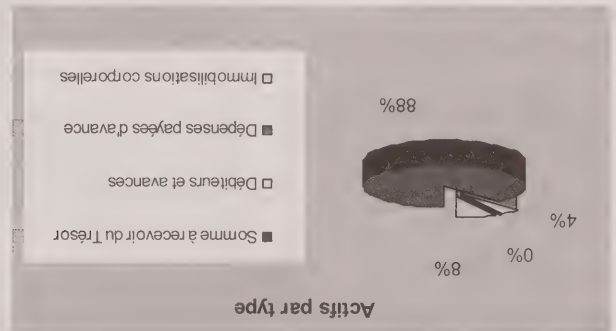 Actifs par type
8%
0%
4%
88%
Somme à recevoir du Trésor
Débiteurs et avances
Dépenses payées d'avance
Immobilisations corporelles